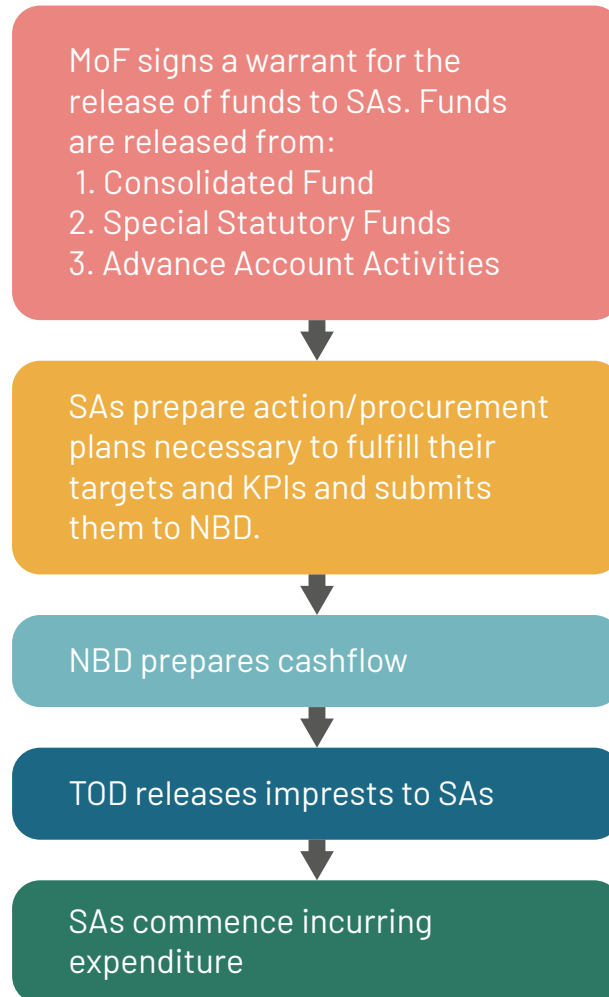 MoF signs a warrant for the
release of funds to SAs. Funds
are released from:
1. Consolidated Fund
2. Special Statutory Funds
3. Advance Account Activities
SAs prepare action/procurement
plans necessary to fulfill their
targets and KPIs and submits
them to NBD.
NBD prepares cashflow
TOD releases imprests to SAs
SAs commence incurring
expenditure